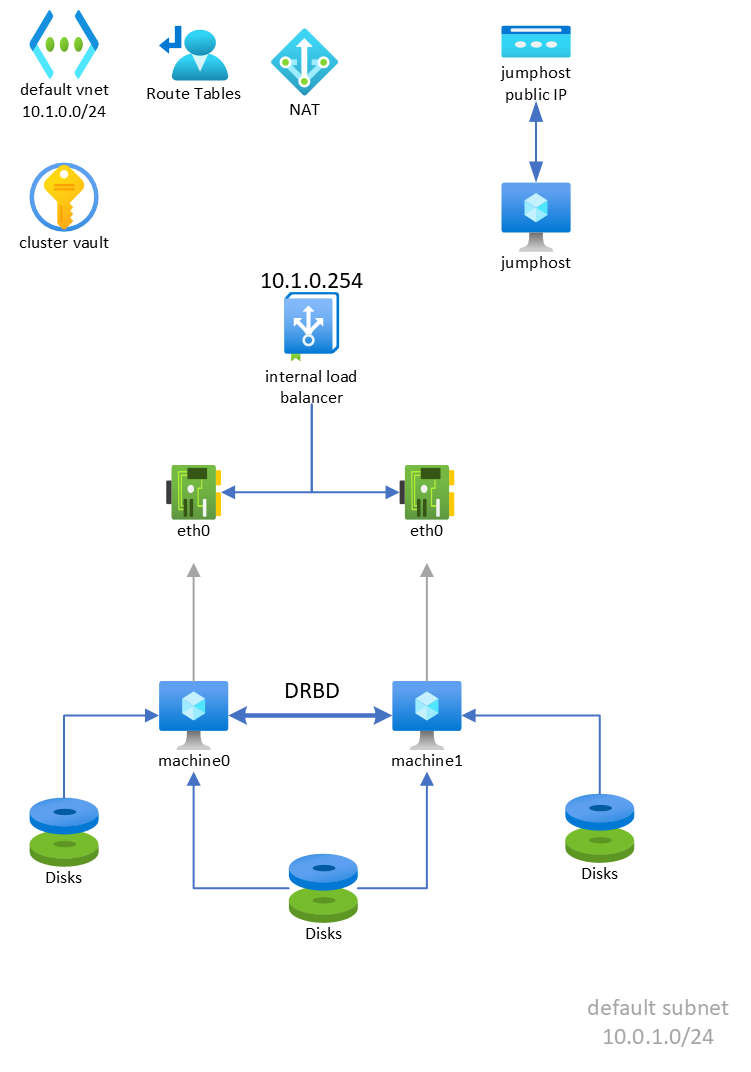 default vnet
10.1.0.0/24
Route Tables
NAT
jumphost
public IP
cluster vault
jumphost
10.1.0.254
internal load
balancer
eth0
eth0
DRBD
machine0
machine1
Disks
Disks
Disks
default subnet
10.0.1.0/24